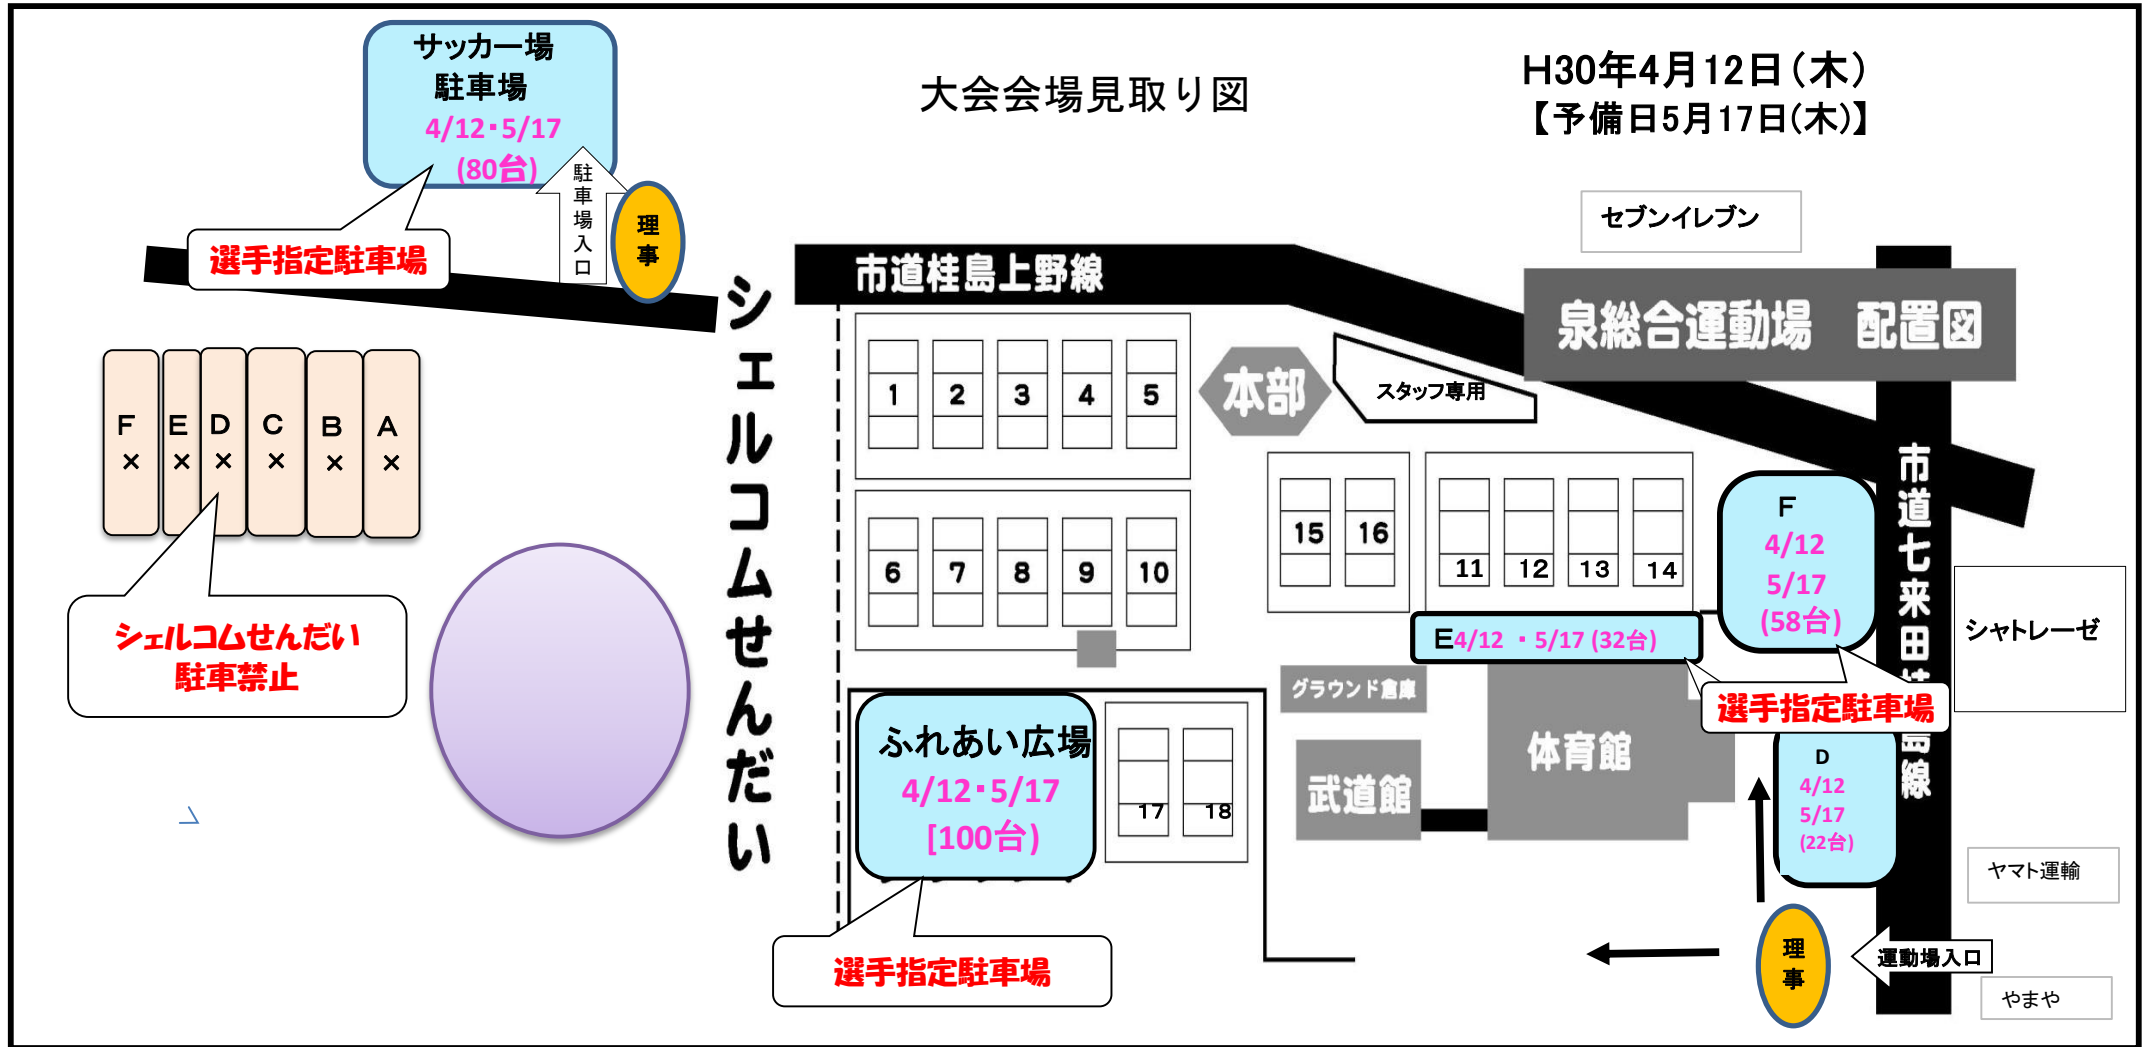 サッカー場
駐車場
4/12・5/17
(80台)
大会会場見取り図
H30年4月12日(木)
【予備日5月17日(木)】
駐車場入口
理事
選手指定駐車場
セブンイレブン
市道桂島上野線
泉総合運動場　配置図
シェルコムせんだい
1 2 3 4 5
本部
スタッフ専用
F E D C B A
× × × × × ×
市道七来田
島線
15 16
11 12 13 14
F
4/12
5/17
(58台)
6 7 8 9 10
シェルコムせんだい
駐車禁止
E4/12 ・5/17 (32台)
シャトレーゼ
グラウンド倉庫
選手指定駐車場
ふれあい広場
4/12・5/17
[100台)
17 18
体育館
武道館
D
4/12
5/17
(22台)
ヤマト運輸
選手指定駐車場
理事
運動場入口
やまや